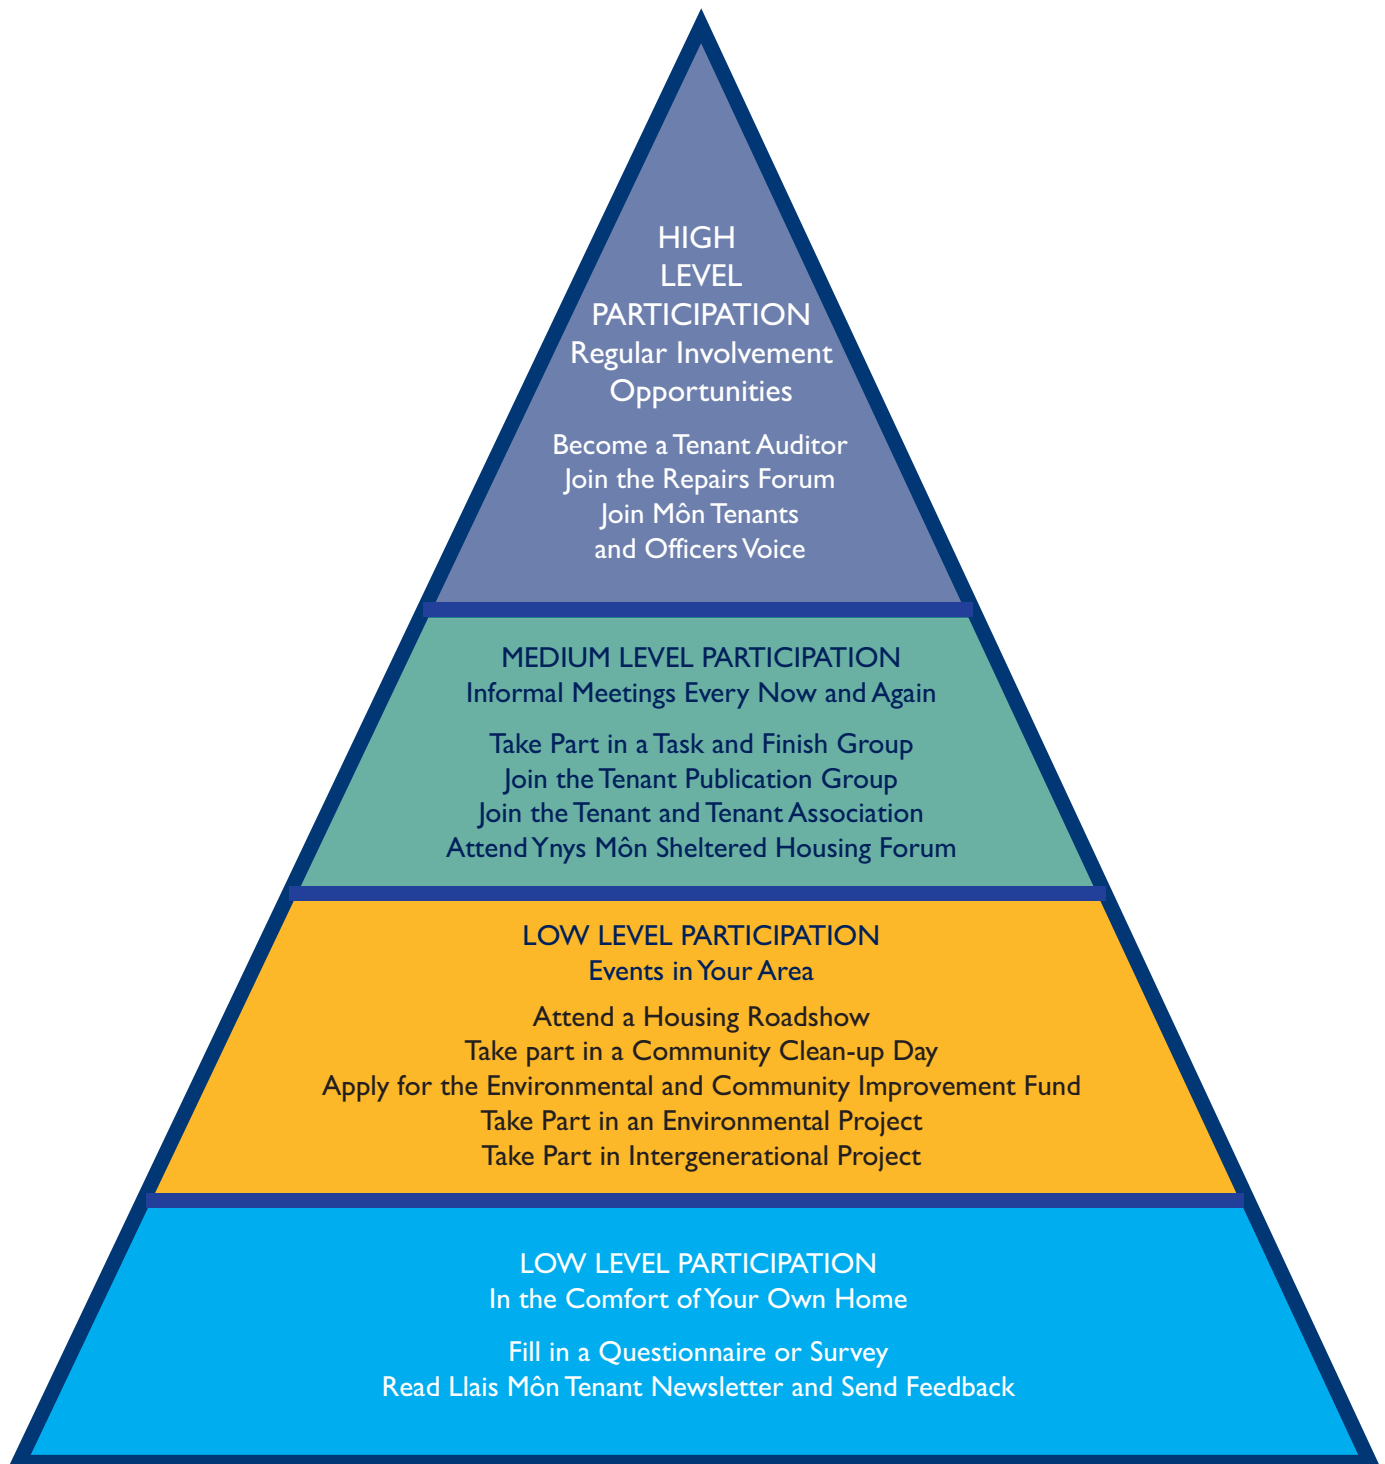 HIGH
LEVEL
PARTICIPATION
Regular Involvement
Opportunities
Become a Tenant Auditor
Join the Repairs Forum
Join Môn Tenants
and Officers Voice
MEDIUM LEVEL PARTICIPATION
Informal Meetings Every Now and Again
Take Part in a Task and Finish Group
Join the Tenant Publication Group
Join the Tenant and Tenant Association
Attend Ynys Môn Sheltered Housing Forum
LOW LEVEL PARTICIPATION
Events in Your Area
Attend a Housing Roadshow
Take part in a Community Clean-up Day
Apply for the Environmental and Community Improvement Fund
Take Part in an Environmental Project
Take Part in Intergenerational Project
LOW LEVEL PARTICIPATION
In the Comfort of Your Own Home
Fill in a Questionnaire or Survey
Read Llais Môn Tenant Newsletter and Send Feedback